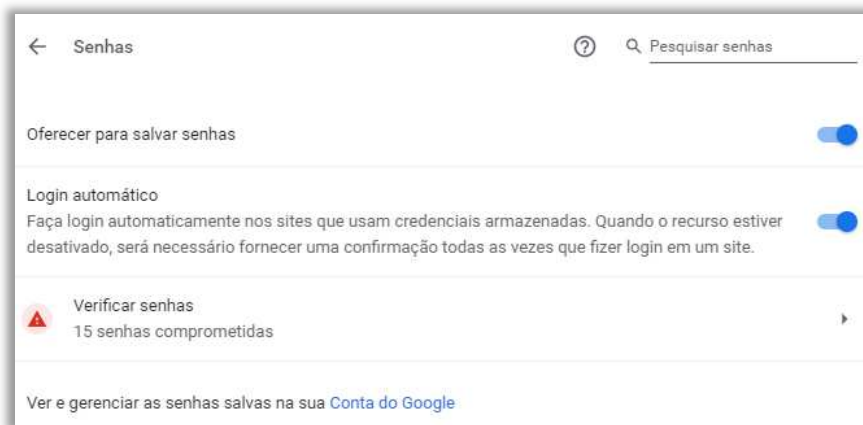 Senhas
Pesquisar senhas
Oferecer para salvar senhas
Login automático
Faça login automaticamente nos sites que usam credenciais armazenadas. Quando o recurso estiver
desativado, será necessário fornecer uma confirmação todas as vezes que fizer login em um site.
Verificar senhas
15 senhas comprometidas
Ver e gerenciar as senhas salvas na sua Conta do Google